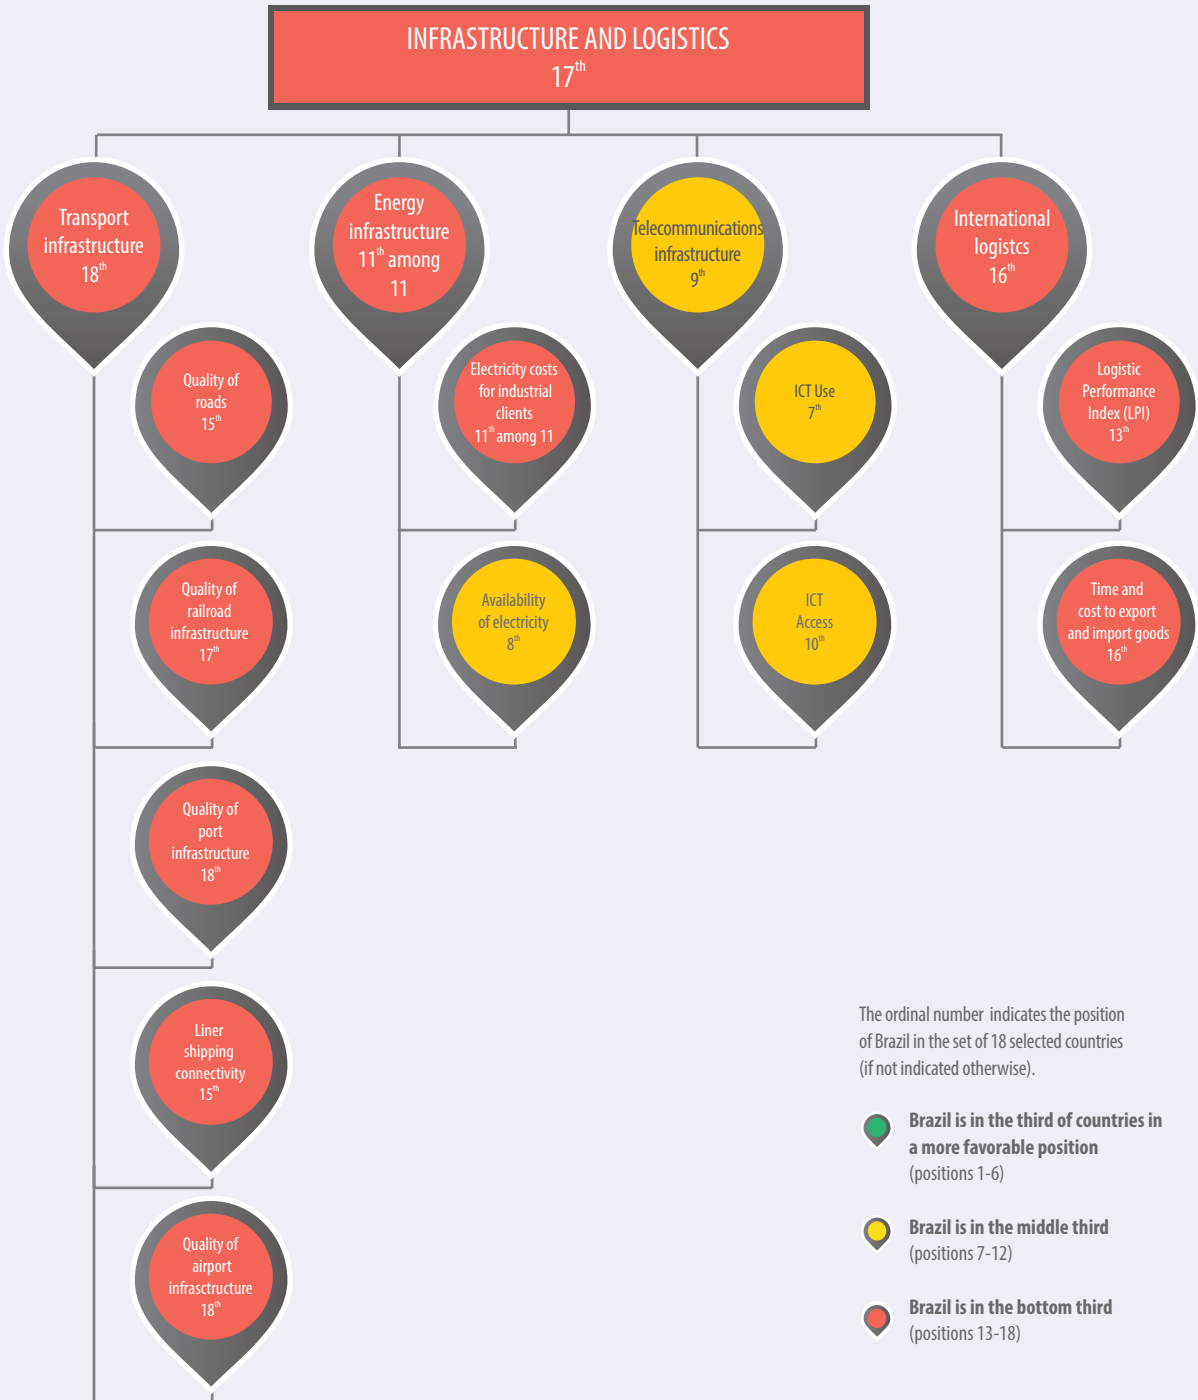 INFRASTRUCTURE AND LOGISTICS
17th
Transport
infrastructure
18th
Energy
infrastructure
11th among
11
Telecommunications
infrastructure
9th
International
logistcs
16th
Quality of
roads
15th
Electricity costs
for industrial
clients
11th among 11
ICT Use
7th
Logistic
Performance
Index (LPI)
13th
Quality of
railroad
infrastructure
17th
Availability
of electricity
8th
ICT
Access
10th
Time and
cost to export
and import goods
16th
Quality of
port
infrastructure
18th
Liner
shipping
connectivity
15th
Quality of
airport
infrasctructure
18th
The ordinal number indicates the position
of Brazil in the set of 18 selected countries
(if not indicated otherwise).
Brazil is in the third of countries in
a more favorable position
(positions 1-6)
Brazil is in the middle third
(positions 7-12)
Brazil is in the bottom third
(positions 13-18)